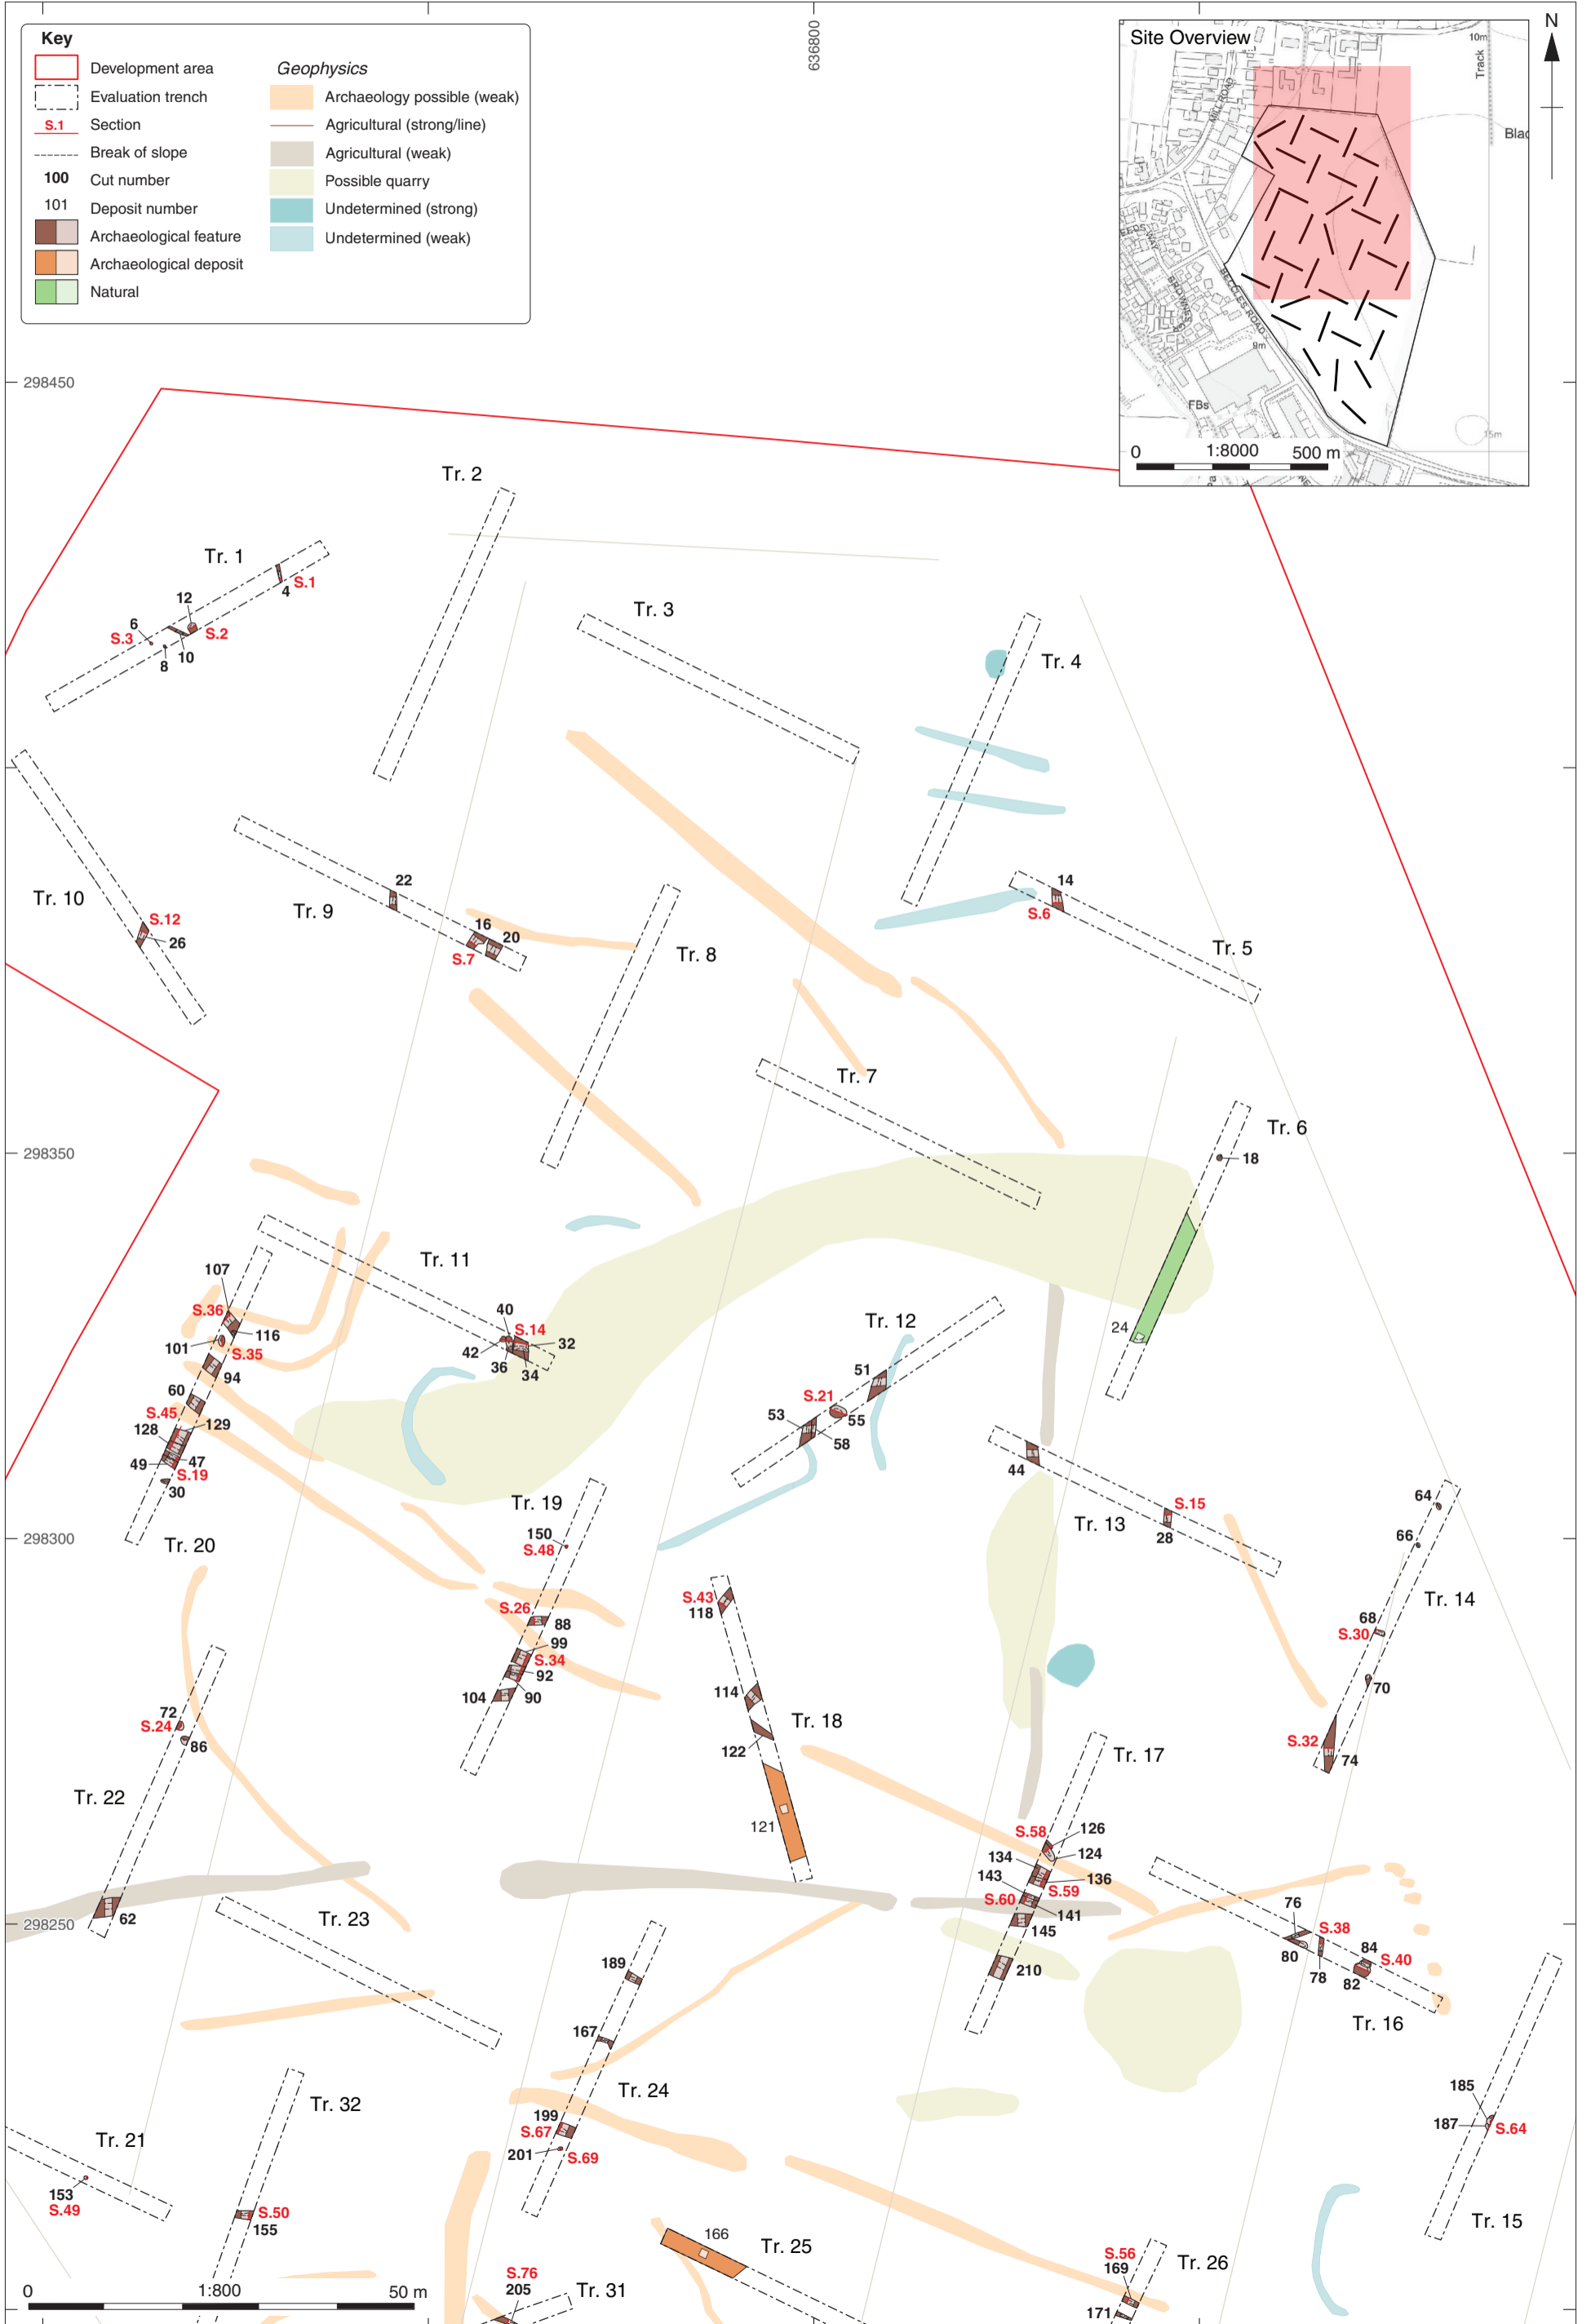 636800
N
Key
Development area
Evaluation trench
S.1 Section
Break of slope
100 Cut number
101 Deposit number
Archaeological feature
Archaeological deposit
Natural
Geophysics
Archaeology possible (weak)
Agricultural (strong/line)
Agricultural (weak)
Possible quarry
Undetermined (strong)
Undetermined (weak)
Site Overview
10m
Track
MILL ROAD
Blac
BECCLES ROAD
9m
FBs
15m
0 1:8000 500 m
298450
Tr. 2
Tr. 1
12
4
S.1
6
S.3
S.2
10
8
Tr. 3
Tr. 4
Tr. 10
S.12
26
22
Tr. 9
16
20
S.7
Tr. 8
14
S.6
Tr. 5
Tr. 7
Tr. 6
18
24
298350
Tr. 11
40
S.14
42
32
36
34
107
S.36
116
101
S.35
94
60
S.45
128
129
49
47
S.19
30
Tr. 20
Tr. 12
51
S.21
53
55
58
44
S.15
Tr. 13
28
298300
Tr. 19
150
S.48
S.26
88
99
S.34
92
104
90
64
66
Tr. 14
68
S.30
70
S.32
74
S.43
118
114
Tr. 18
122
121
72
S.24
86
Tr. 22
62
Tr. 17
S.58
126
134
124
143
136
S.59
S.60
141
145
210
298250
Tr. 23
76
S.38
80
78
84
S.40
82
Tr. 16
189
167
Tr. 24
199
S.67
201
S.69
Tr. 32
Tr. 21
153
S.49
S.50
155
185
187
S.64
Tr. 15
166
Tr. 25
S.56
169
Tr. 26
171
S.76
205
Tr. 31
0 1:800 50 m